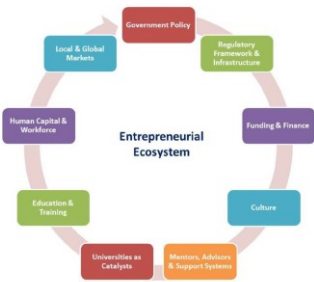 Government Policy
Regulatory
Framework &
Infrastructure
Funding & Finance
Culture
Mentors, Advisors
& Support Systems
Universities as
Catalysts
Education &
Training
Human Capital &
Workforce
Local & Global
Markets
Entrepreneurial
Ecosystem